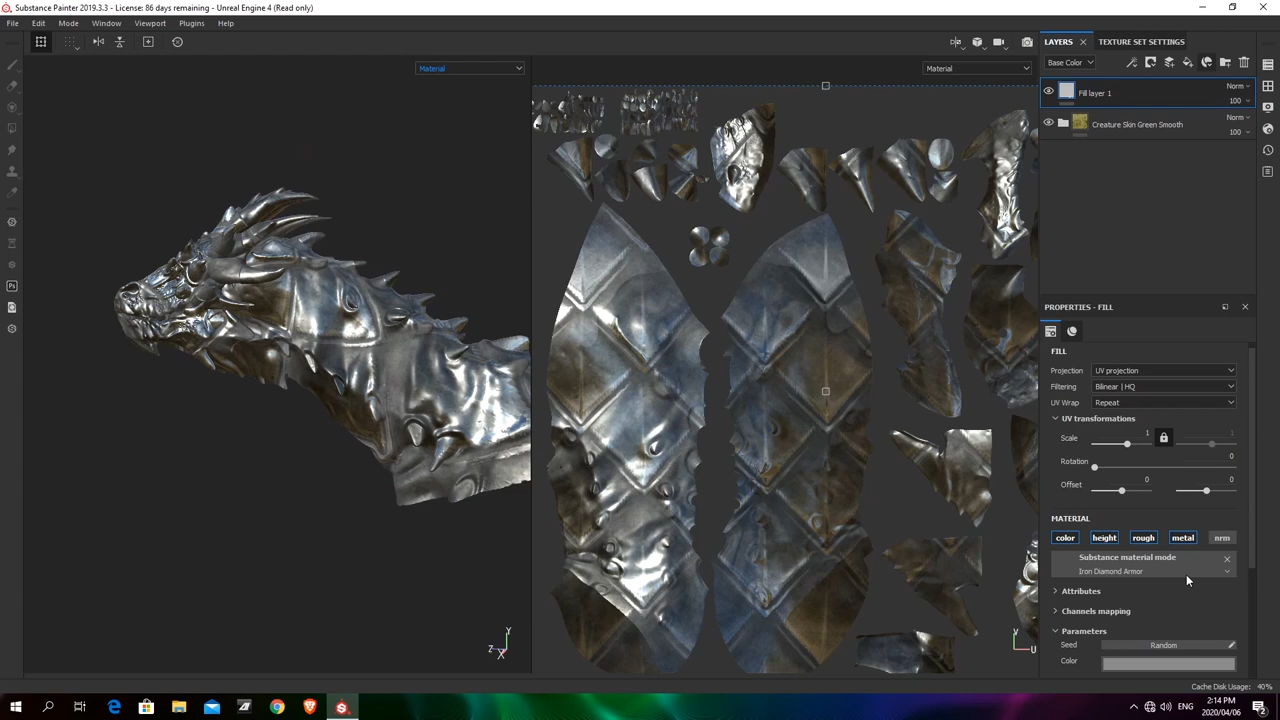 Substance Painter 2019.3.3 - License: 86 days remaining - Unreal Engine 4 (Read only)
File Edit Mode Window Viewport Plugins Help
Material
Material
LAYERS TEXTURE SET SETTINGS
Base Color
Fill layer 1
Norm
100
Creature Skin Green Smooth
Norm
100
PROPERTIES - FILL
FILL
Projection UV projection
Filtering Bilinear | HQ
UV Wrap Repeat
UV transformations
Scale 1 1
Rotation 0
Offset 0 0
MATERIAL
color height rough metal nrm
Substance material mode
Iron Diamond Armor
Attributes
Channels mapping
Parameters
Seed Random
Color
Y
Z X
V
U
Ps
Cache Disk Usage: 40%
ENG
2:14 PM
2020/04/06
2